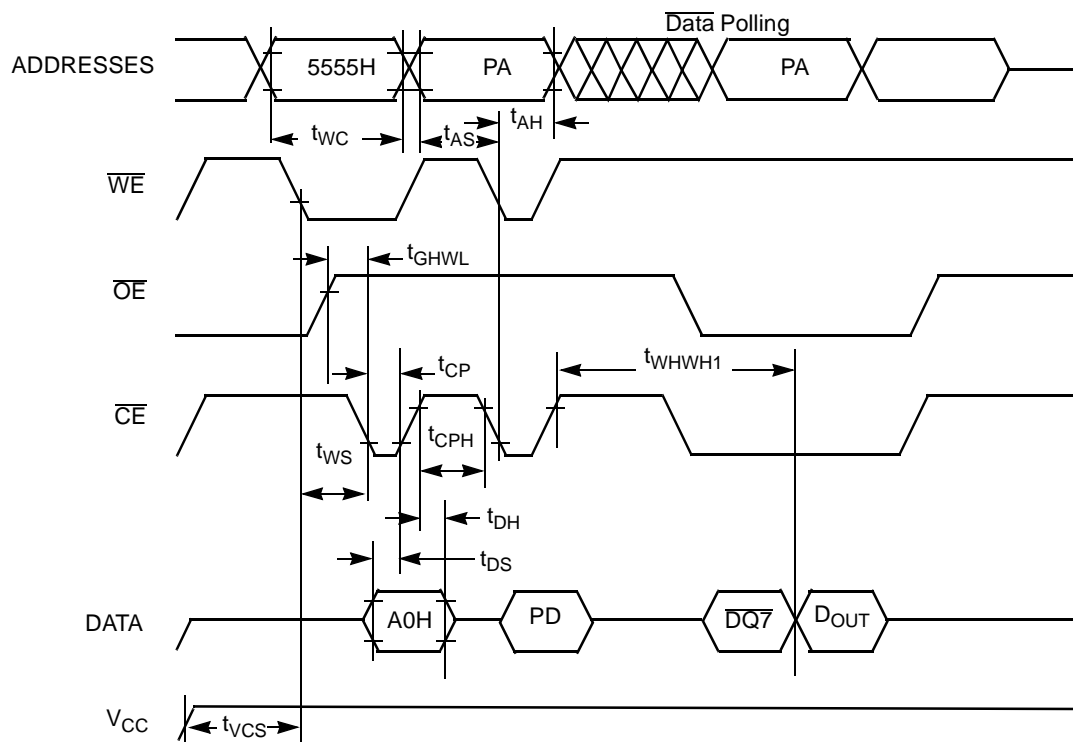 Data Polling
ADDRESSES 5555H PA PA
tWC tAS tAH
WE
tGHWL
OE
tCP tWHWH1
CE
tWS tCPH
tDH
tDS
DATA A0H PD DQ7 DOUT
VCC tVCS